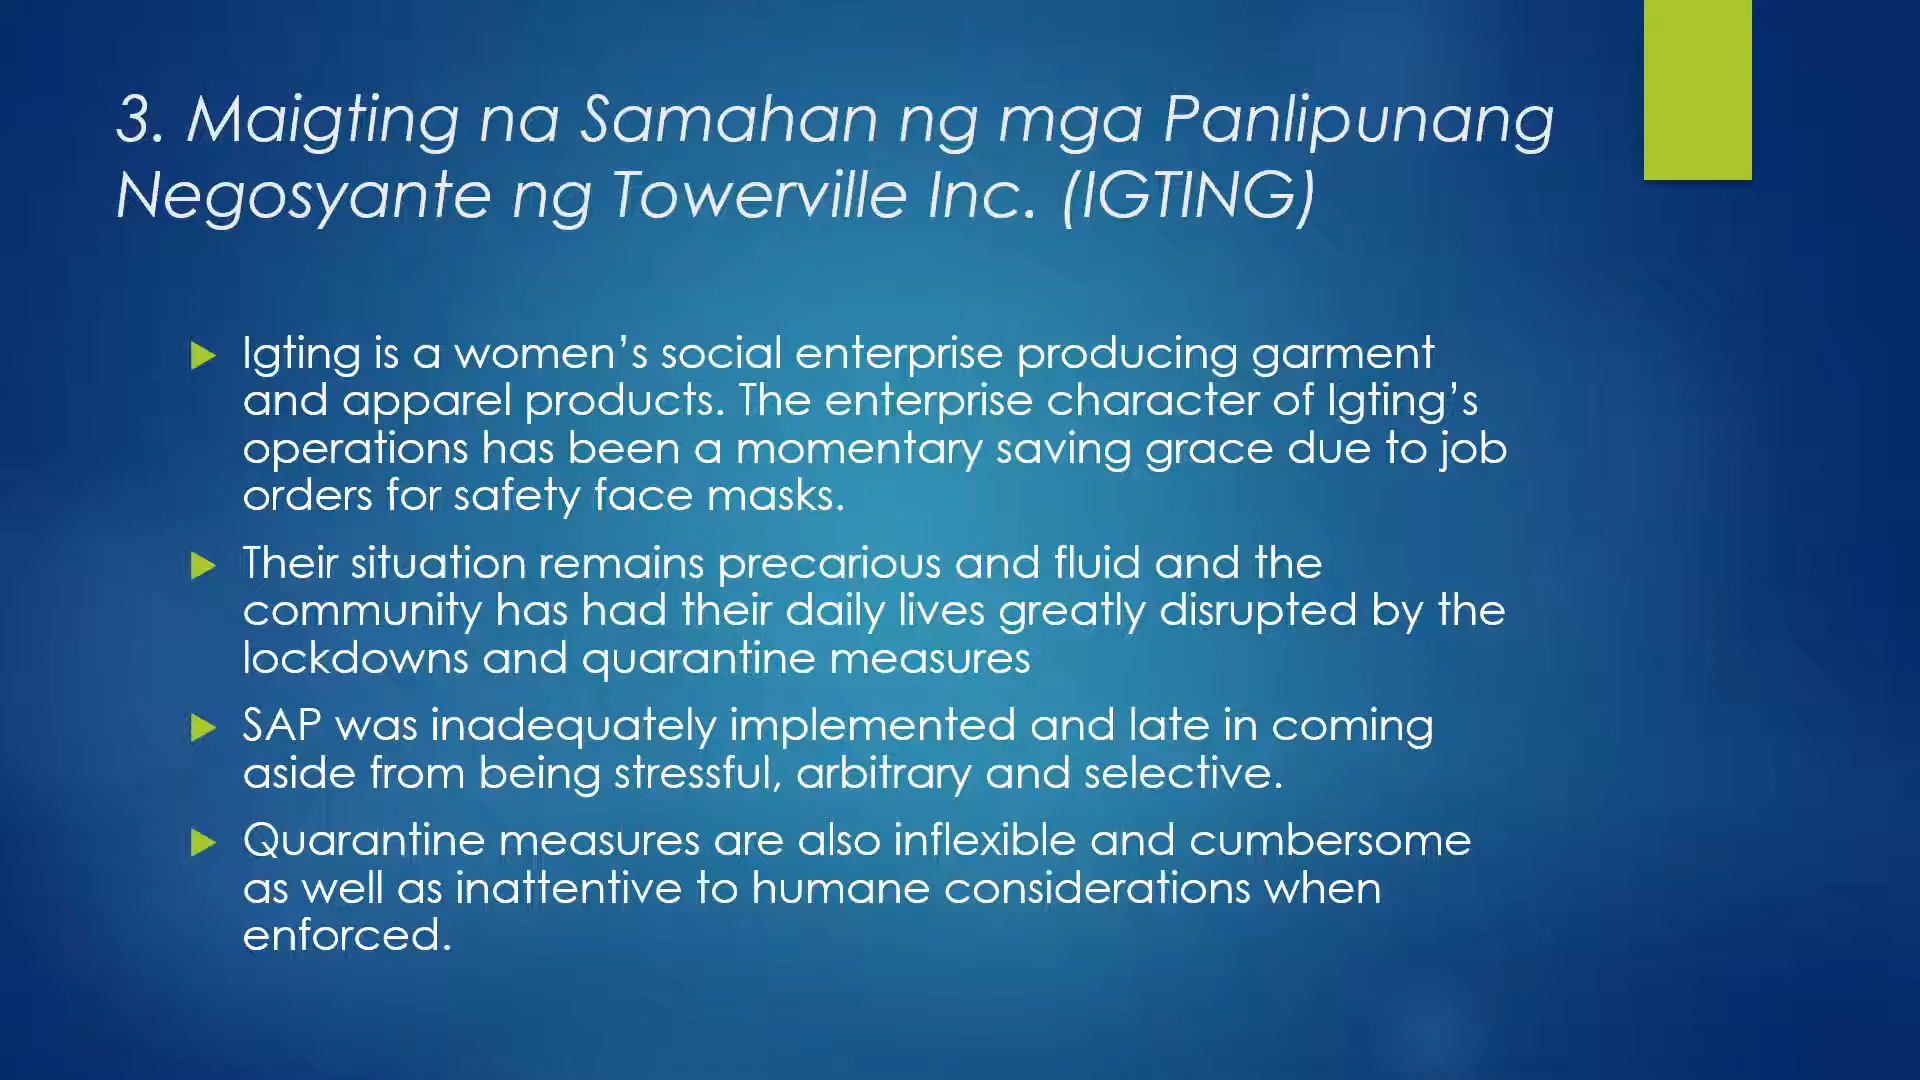 3. Maigting na Samahan ng mga Panlipunang
Negosyante ng Towerville Inc. (IGTING)
Igting is a women’s social enterprise producing garment
and apparel products. The enterprise character of Igting’s
operations has been a momentary saving grace due to job
orders for safety face masks.
Their situation remains precarious and fluid and the
community has had their daily lives greatly disrupted by the
lockdowns and quarantine measures
SAP was inadequately implemented and late in coming
aside from being stressful, arbitrary and selective.
Quarantine measures are also inflexible and cumbersome
as well as inattentive to humane considerations when
enforced.